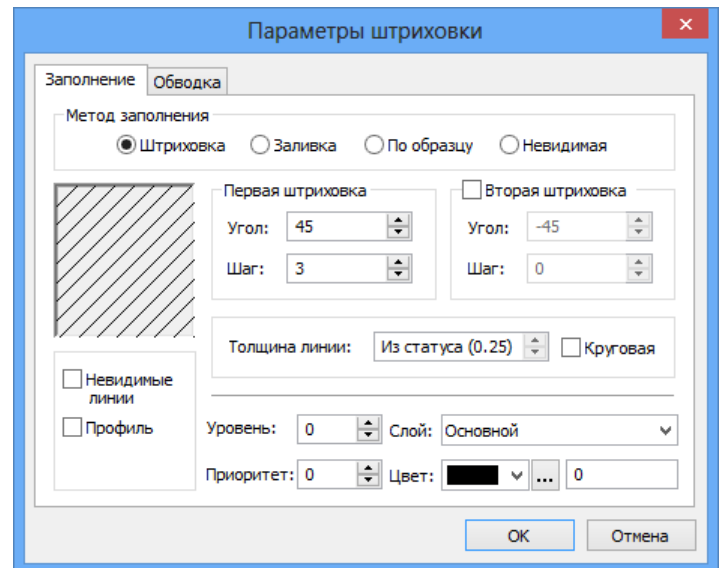 Параметры штриховки
Заполнение Обводка
Метод заполнения
Штриховка Заливка По образцу Невидимая
Первая штриховка Вторая штриховка
Угол: 45 Угол: -45
Шаг: 3 Шаг: 0
Толщина линии: Из статуса (0.25) Круговая
Невидимые
линии
Профиль Уровень: 0 Слой: Основной
Приоритет: 0 Цвет: ... 0
OK Отмена